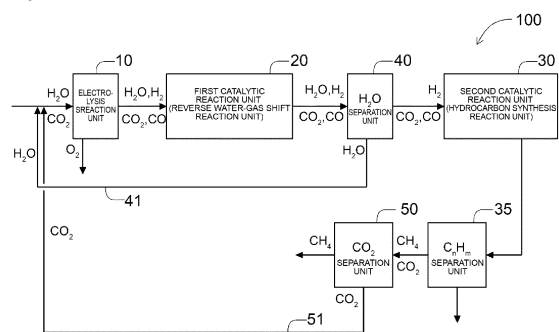 100
10
20
40
30
H₂O
CO₂
ELECTRO-
LYSIS
SREACTION
UNIT
O₂
H₂O,H₂
CO₂,CO
FIRST CATALYTIC
REACTION UNIT
(REVERSE WATER-GAS SHIFT
REACTION UNIT)
H₂O,H₂
CO₂,CO
H₂O
SEPARATION
UNIT
H₂O
H₂
CO₂,CO
SECOND CATALYTIC
REACTION UNIT
(HYDROCARBON SYNTHESIS
REACTION UNIT)
H₂O
41
CO₂
50
35
CH₄
CO₂
SEPARATION
UNIT
CO₂
CH₄
CO₂
CₙHₘ
SEPARATION
UNIT
51